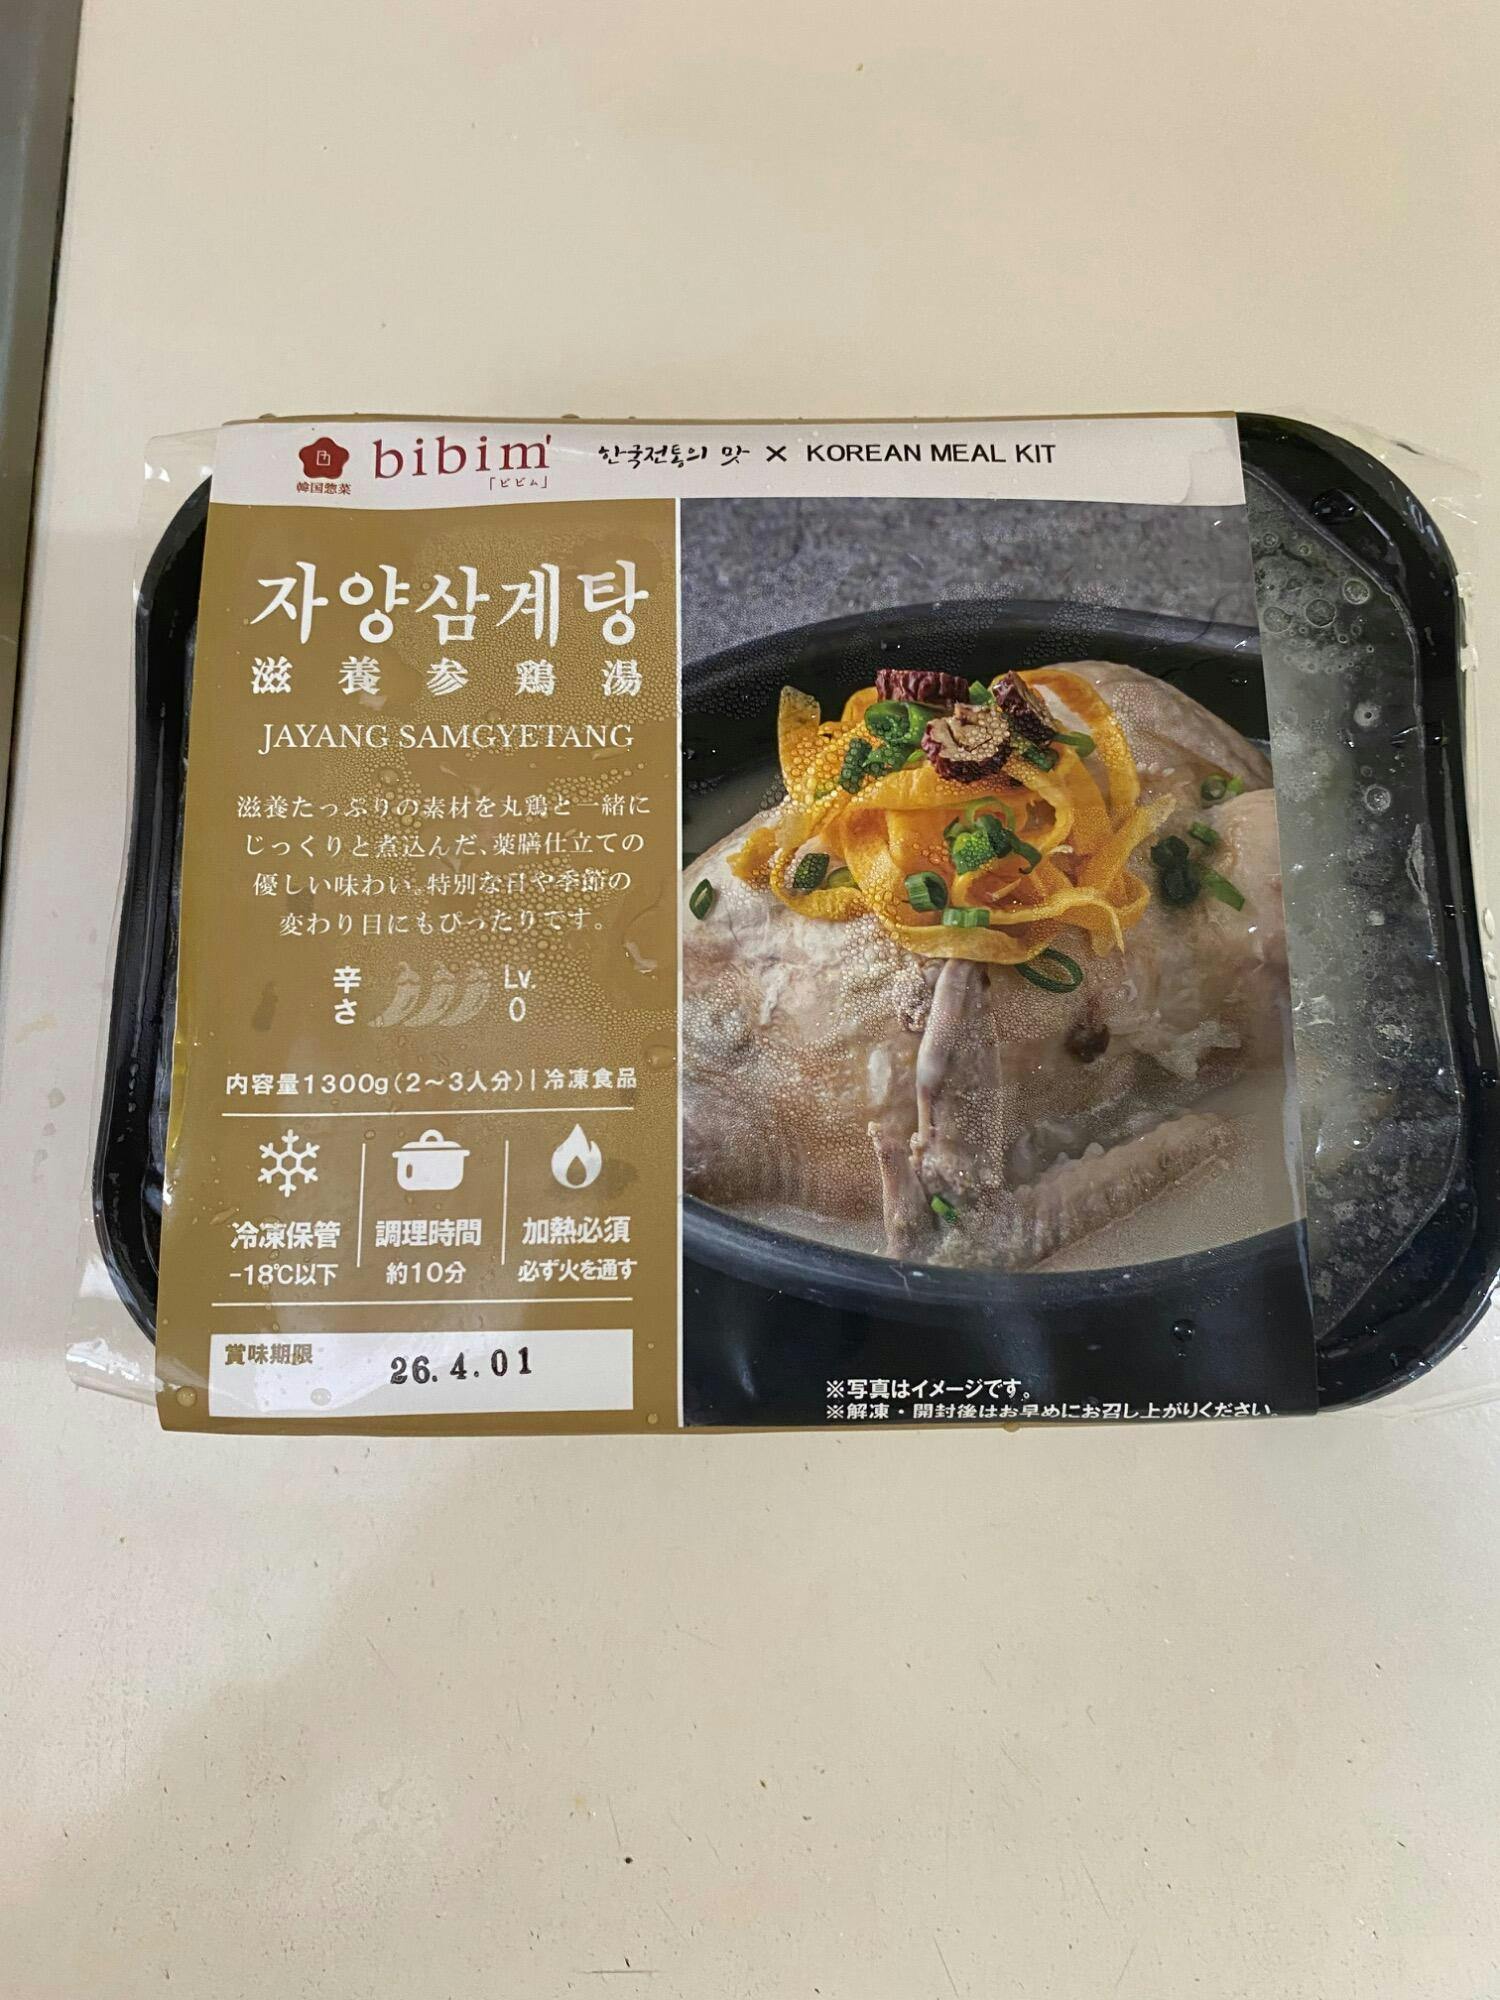 韓国惣菜
bibim'
「ビビム」
한국전통의 맛 × KOREAN MEAL KIT
자양삼계탕
滋養参鶏湯
JAYANG SAMGYETANG
滋養たっぷりの素材を丸鶏と一緒に
じっくりと煮込んだ、薬膳仕立ての
優しい味わい。特別な日や季節の
変わり目にもぴったりです。
辛さ Lv.0
内容量1300g(2～3人分)|冷凍食品
冷凍保管 調理時間 加熱必須
-18℃以下 約10分 必ず火を通す
賞味期限 26.4.01
※写真はイメージです。
※解凍・開封後はお早めにお召し上がりください。